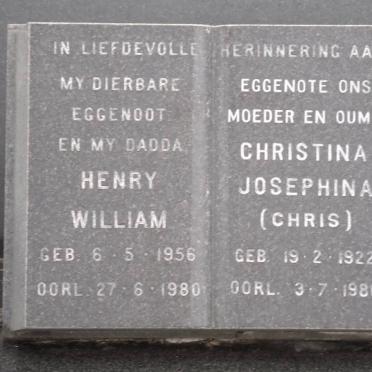 IN LIEFDEVOLLE HERINNERING AA
MY DIERBARE
EGGENOOT
EN MY DADDA
HENRY
WILLIAM
GEB. 6·5·1956
OORL. 27·6·1980
EGGENOTE ONS
MOEDER EN OUM
CHRISTINA
JOSEPHINA
(CHRIS)
GEB. 19·2·1922
OORL. 3·7·198